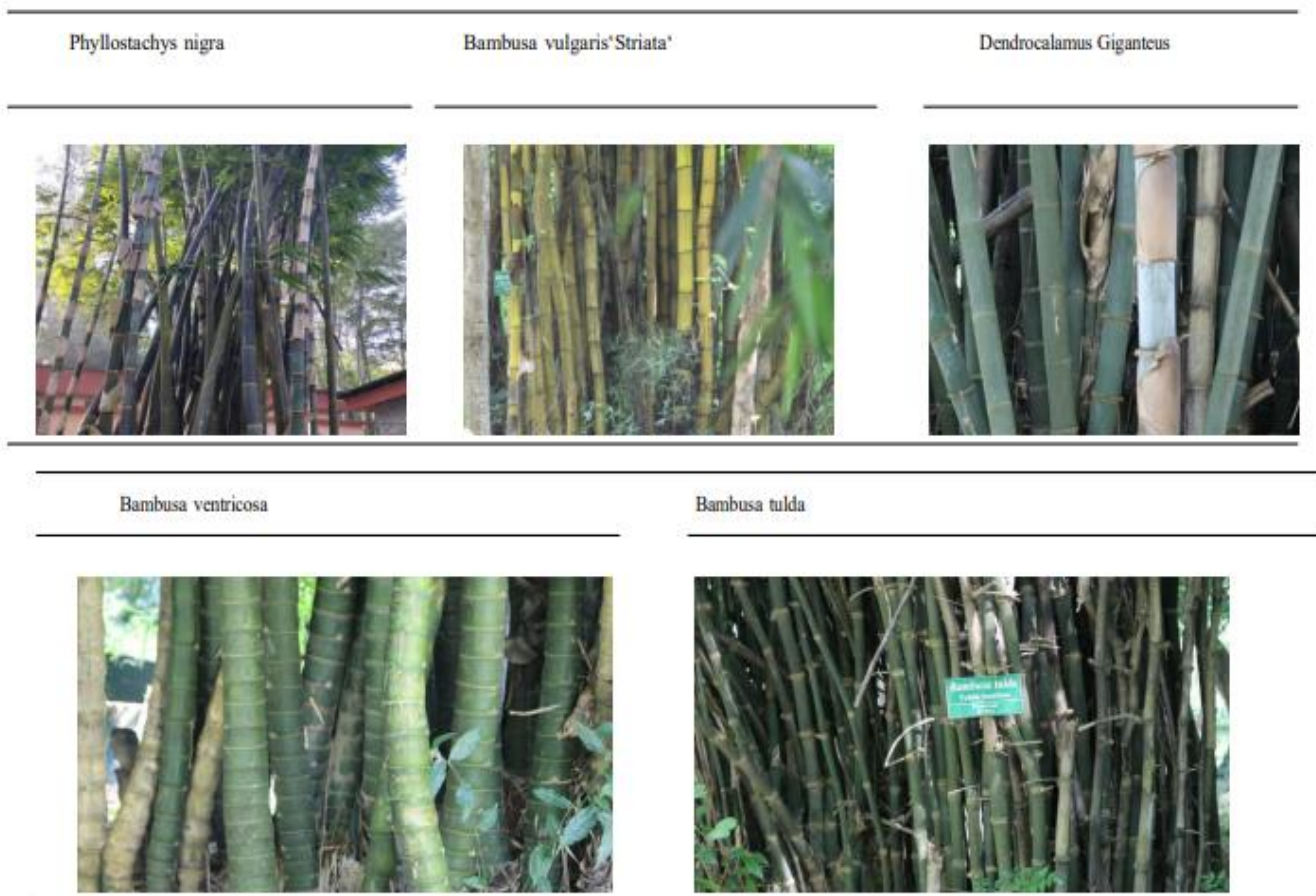 Phyllostachys nigra
Bambusa vulgaris‘Striata‘
Dendrocalamus Giganteus
Bambusa ventricosa
Bambusa tulda
Bambusa tulda